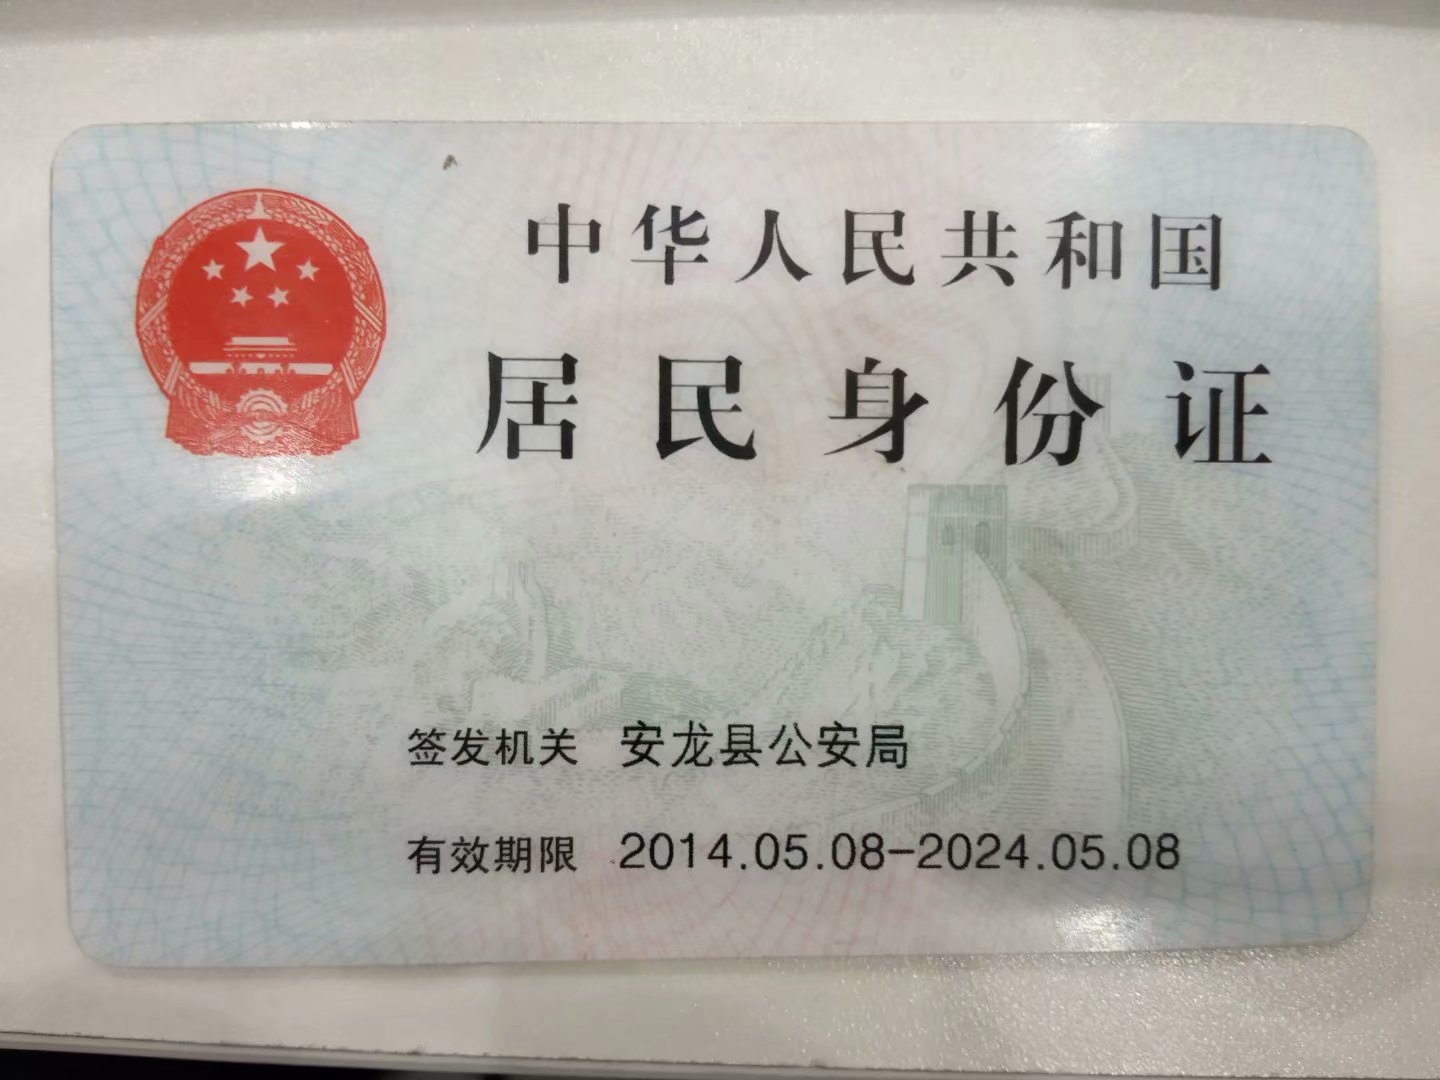 中华人民共和国
居民身份证
签发机关 安龙县公安局
有效期限 2014.05.08-2024.05.08